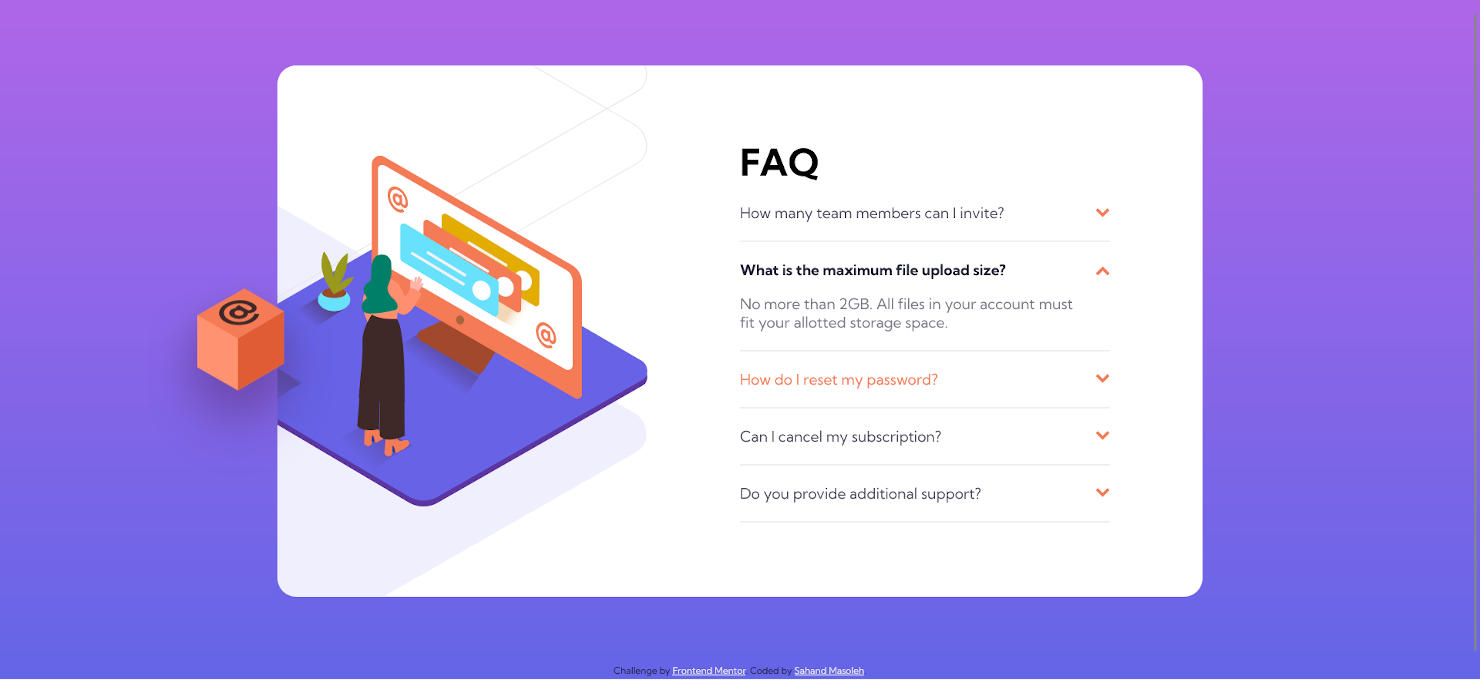 FAQ
How many team members can I invite?
What is the maximum file upload size?
No more than 2GB. All files in your account must
fit your allotted storage space.
How do I reset my password?
Can I cancel my subscription?
Do you provide additional support?
@
@
@
Challenge by Frontend Mentor. Coded by Sahand Masoleh